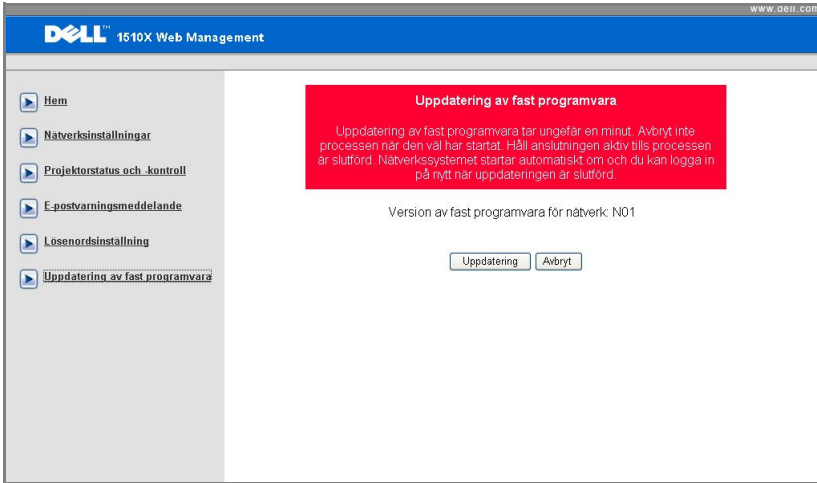 www.dell.com
DELL™ 1510X Web Management
Hem
Nätverksinställningar
Projektorstatus och -kontroll
E-postvarningsmeddelande
Lösenordsinställning
Uppdatering av fast programvara
Uppdatering av fast programvara
Uppdatering av fast programvara tar ungefär en minut. Avbryt inte
processen när den väl har startat. Håll anslutningen aktiv tills processen
är slutförd. Nätverkssystemet startar automatiskt om och du kan logga in
på nytt när uppdateringen är slutförd.
Version av fast programvara för nätverk: N01
Uppdatering
Avbryt